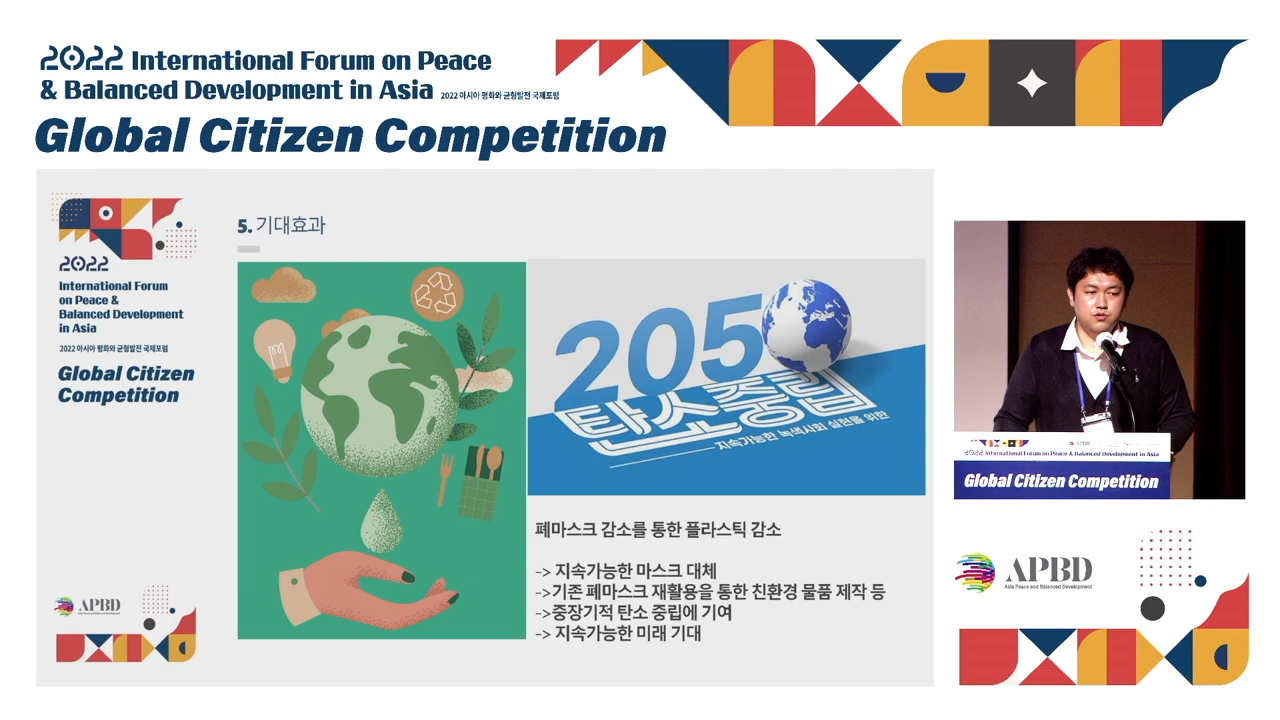 2022 International Forum on Peace
& Balanced Development in Asia 2022 아시아 평화와 균형발전 국제포럼
Global Citizen Competition
2022
International Forum
on Peace &
Balanced Development
in Asia
2022 아시아 평화와 균형발전 국제포럼
Global Citizen
Competition
APBD
5. 기대효과
2050
탄소중립
지속가능한 녹색사회 실현을 위한
폐마스크 감소를 통한 플라스틱 감소
-> 지속가능한 마스크 대체
->기존 폐마스크 재활용을 통한 친환경 물품 제작 등
->중장기적 탄소 중립에 기여
-> 지속가능한 미래 기대
2022 International Forum on Peace & Balanced Development in Asia
Global Citizen Competition
APBD
Asia Peace and Balanced Development